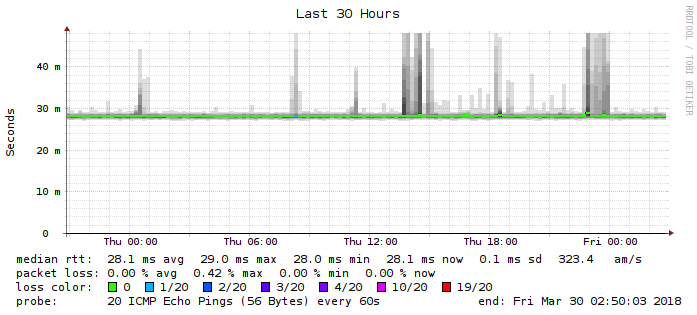 Last 30 Hours
RRDTOOL / TOBI OETIKER
Seconds
40 m
30 m
20 m
10 m
0
Thu 00:00 Thu 06:00 Thu 12:00 Thu 18:00 Fri 00:00
median rtt: 28.1 ms avg 29.0 ms max 28.0 ms min 28.1 ms now 0.1 ms sd 323.4 am/s
packet loss: 0.00 % avg 0.42 % max 0.00 % min 0.00 % now
loss color: 0 1/20 2/20 3/20 4/20 10/20 19/20
probe: 20 ICMP Echo Pings (56 Bytes) every 60s end: Fri Mar 30 02:50:03 2018